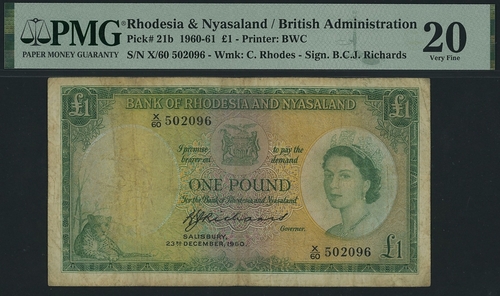 PMG
PAPER MONEY GUARANTY
®Rhodesia & Nyasaland / British Administration
Pick# 21b 1960-61 £1 - Printer: BWC
S/N X/60 502096 - Wmk: C. Rhodes - Sign. B.C.J. Richards
20
Very Fine
£1
BANK OF RHODESIA AND NYASALAND
£1
X/60 502096
I promise to pay the
bearer on demand
ONE POUND
for the Bank of Rhodesia and Nyasaland
BJRichards
Governor.
SALISBURY,
23RD DECEMBER, 1960.
X/60 502096
£1